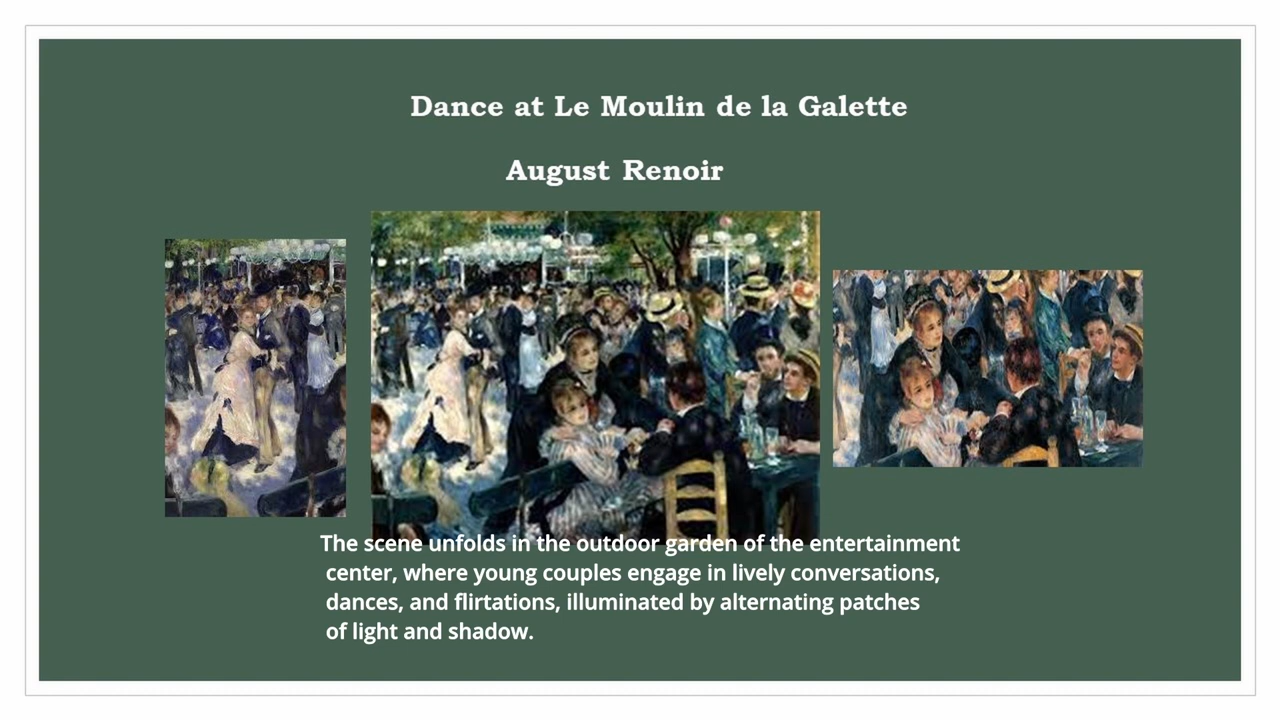 Dance at Le Moulin de la Galette
August Renoir
The scene unfolds in the outdoor garden of the entertainment
center, where young couples engage in lively conversations,
dances, and flirtations, illuminated by alternating patches
of light and shadow.